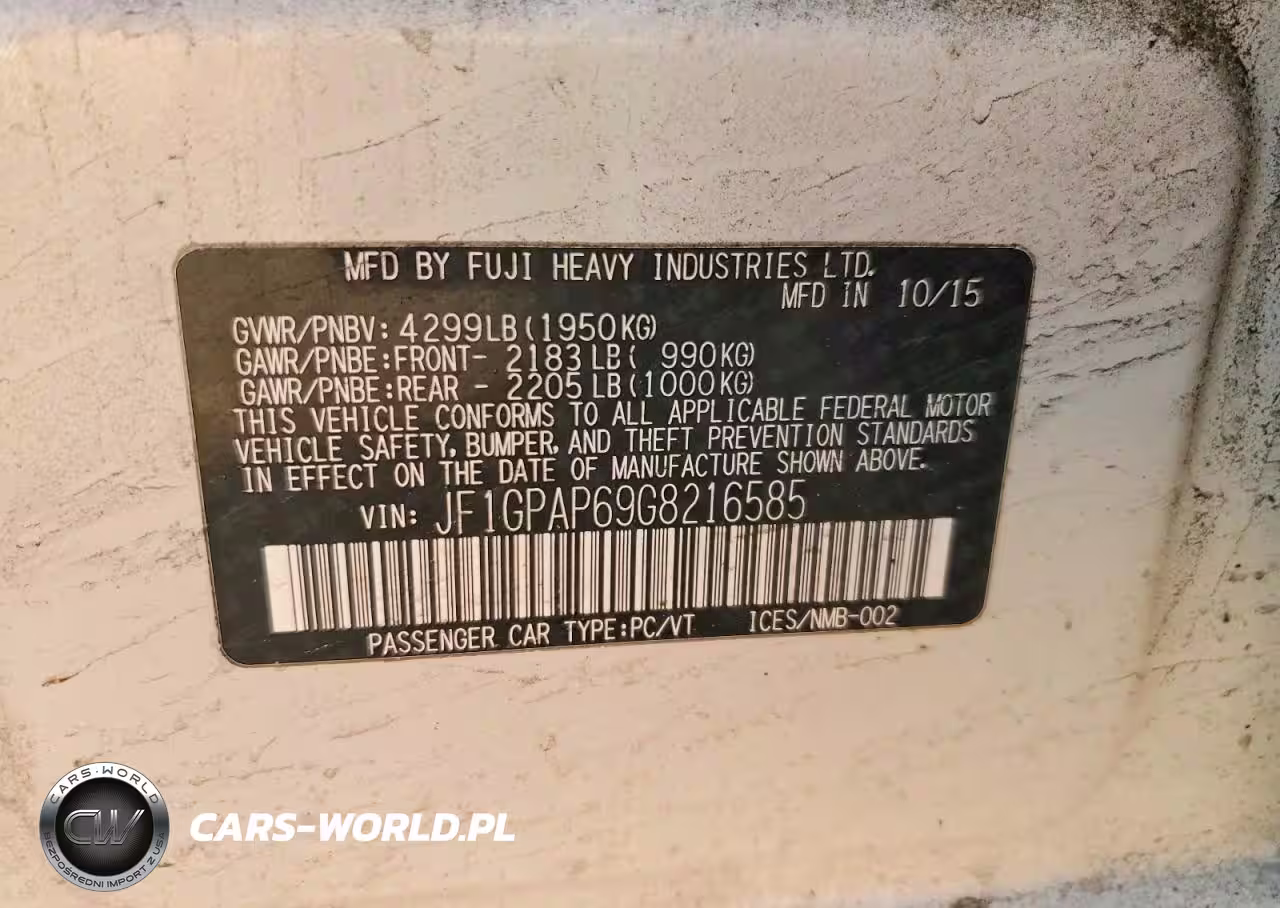 MFD BY FUJI HEAVY INDUSTRIES LTD.
MFD IN 10/15
GVWR/PNBV: 4299LB(1950KG)
GAWR/PNBE:FRONT- 2183LB( 990KG)
GAWR/PNBE:REAR - 2205LB(1000KG)
THIS VEHICLE CONFORMS TO ALL APPLICABLE FEDERAL MOTOR
VEHICLE SAFETY, BUMPER, AND THEFT PREVENTION STANDARDS
IN EFFECT ON THE DATE OF MANUFACTURE SHOWN ABOVE.
VIN: JF1GPAP69G8216585
PASSENGER CAR TYPE:PC/VT ICES/NMB-002
CARS-WORLD
CW
BEZPOŚREDNI IMPORT Z USA
CARS-WORLD.PL